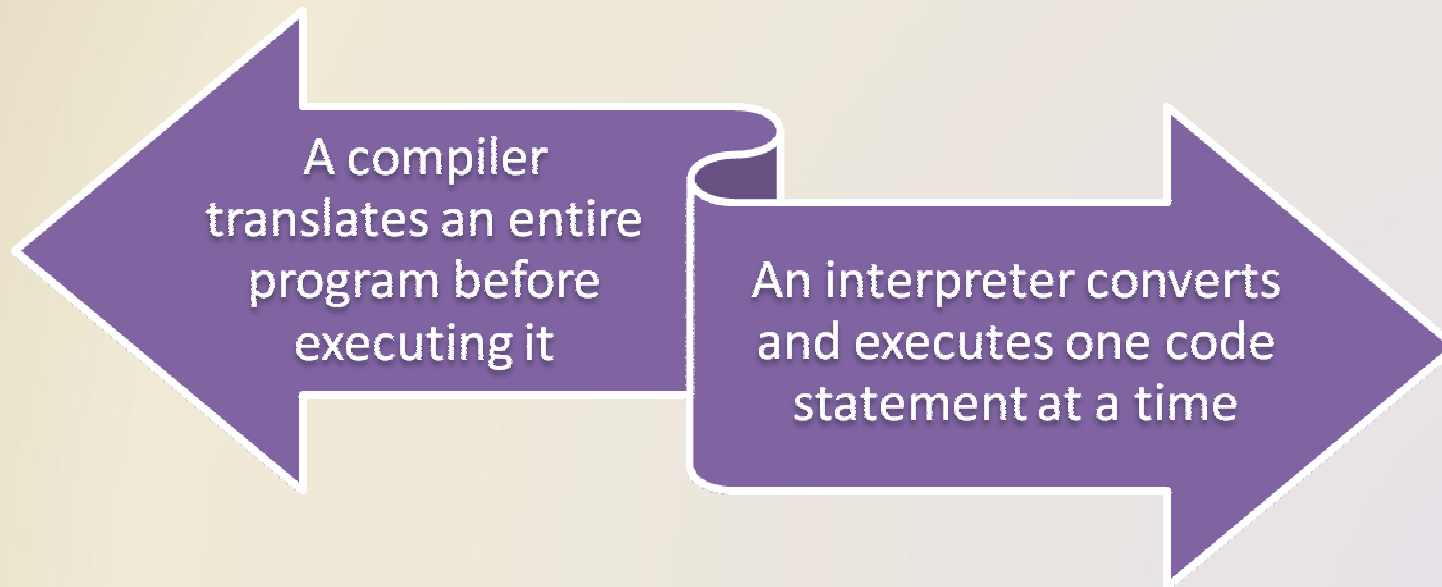 A compiler
translates an entire
program before
executing it
An interpreter converts
and executes one code
statement at a time